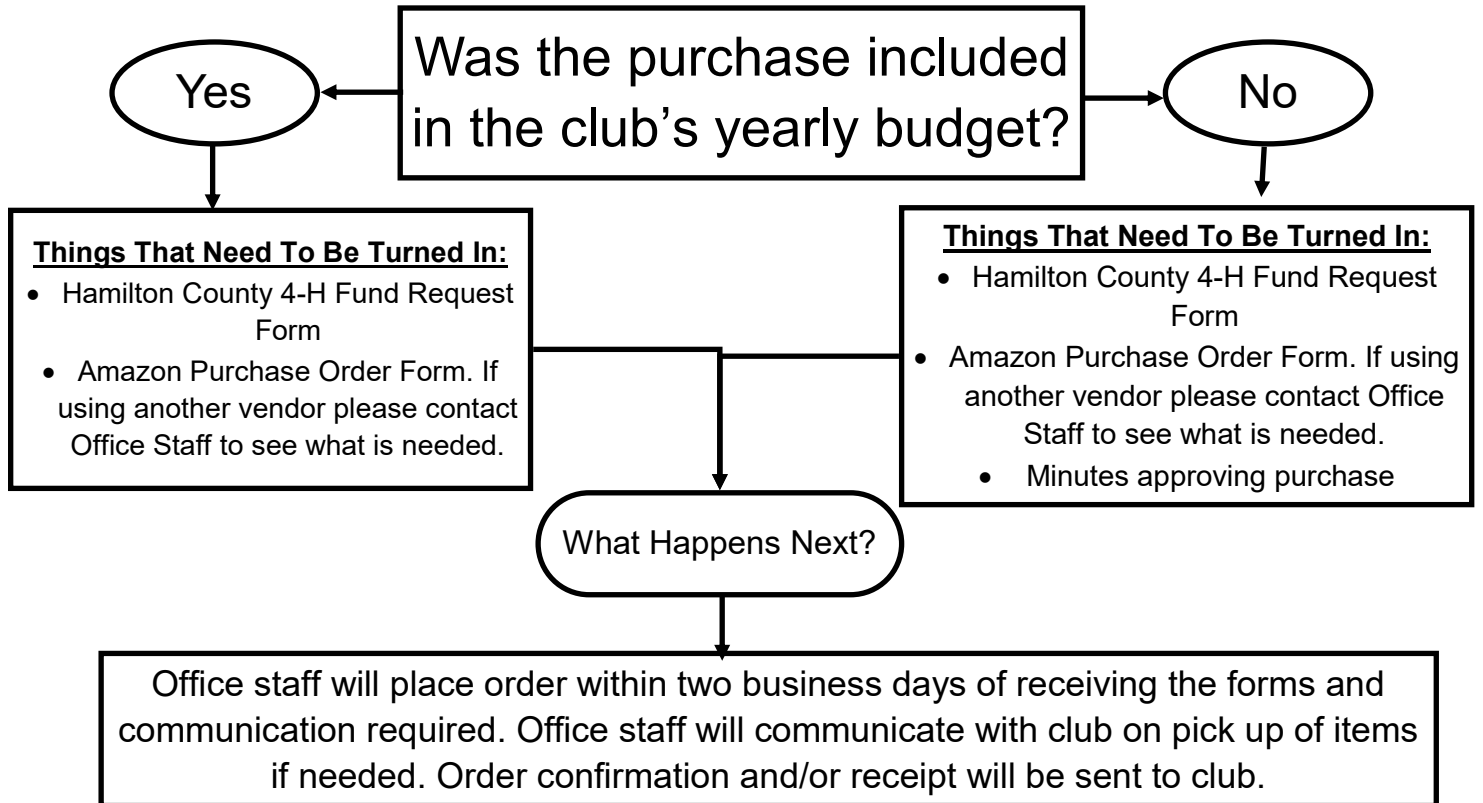 Was the purchase included
in the club’s yearly budget?
Yes
No
Things That Need To Be Turned In:
• Hamilton County 4-H Fund Request
Form
• Amazon Purchase Order Form. If
using another vendor please contact
Office Staff to see what is needed.
Things That Need To Be Turned In:
• Hamilton County 4-H Fund Request
Form
• Amazon Purchase Order Form. If using
another vendor please contact Office
Staff to see what is needed.
• Minutes approving purchase
What Happens Next?
Office staff will place order within two business days of receiving the forms and
communication required. Office staff will communicate with club on pick up of items
if needed. Order confirmation and/or receipt will be sent to club.